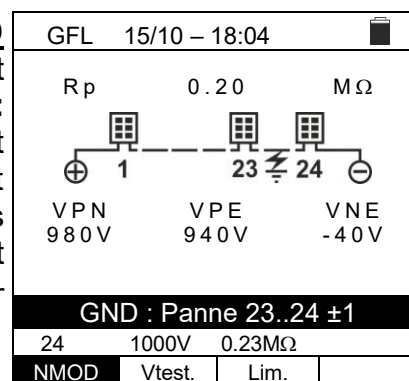 GFL 15/10 – 18:04
Rp 0.20 MΩ
1 23 24
VPN VPE VNE
980V 940V -40V
GND : Panne 23..24 ±1
24 1000V 0.23MΩ
NMOD Vtest. Lim.